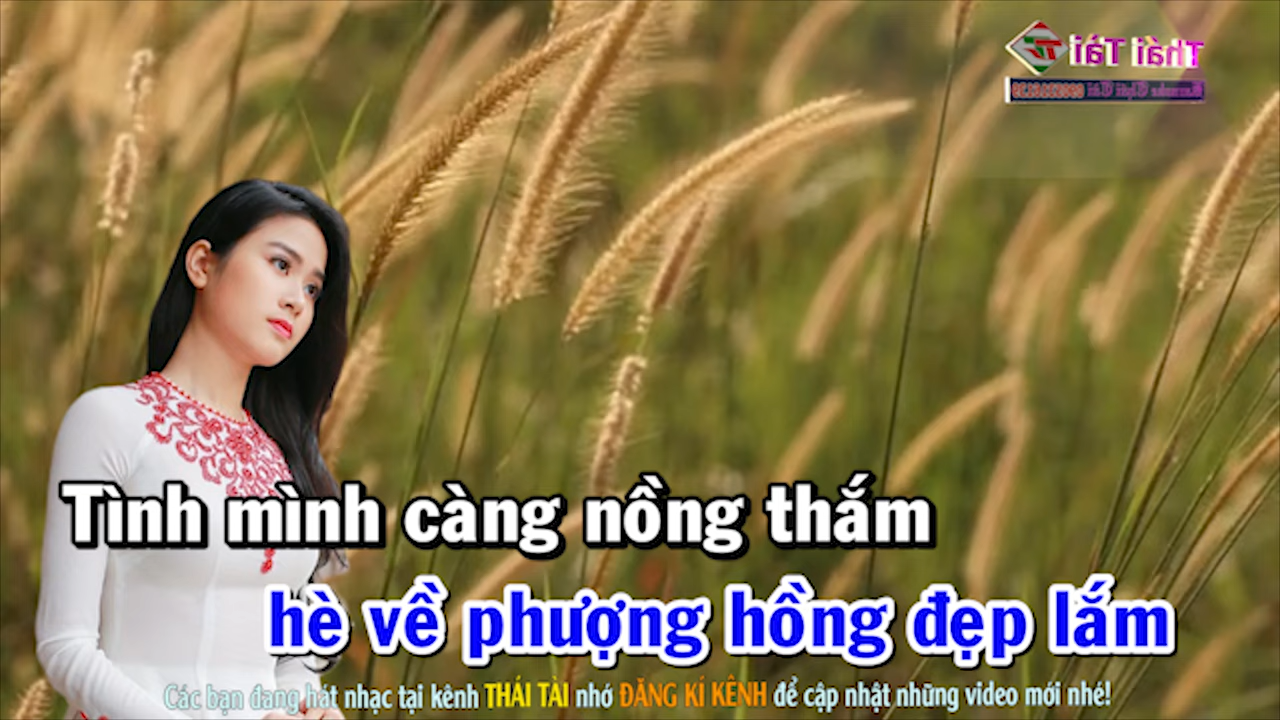 Thái Tài
Tình mình càng nồng thắm
hè về phượng hồng đẹp lắm
Các bạn đang hát nhạc tại kênh THÁI TÀI nhớ ĐĂNG KÍ KÊNH để cập nhật những video mới nhé!